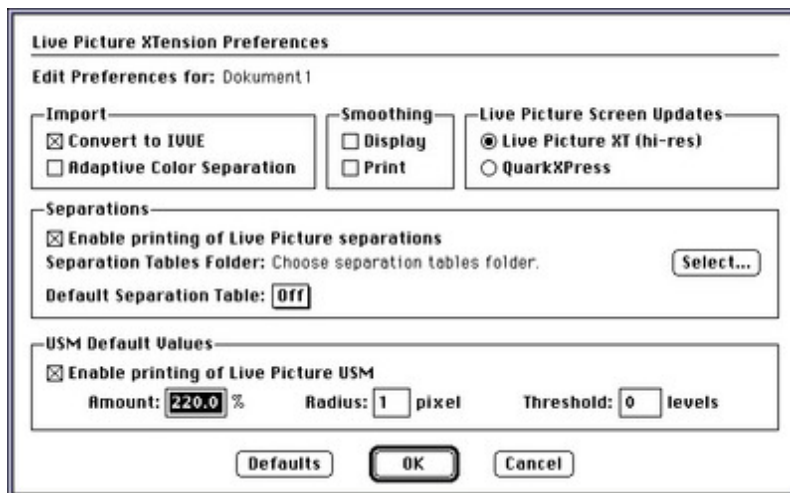 Live Picture XTension Preferences
Edit Preferences for: Dokument1
Import
Convert to IVUE
Adaptive Color Separation
Smoothing
Display
Print
Live Picture Screen Updates
Live Picture XT (hi-res)
QuarkXPress
Separations
Enable printing of Live Picture separations
Separation Tables Folder: Choose separation tables folder.
Select...
Default Separation Table: Off
USM Default Values
Enable printing of Live Picture USM
Amount: 220.0 % Radius: 1 pixel Threshold: 0 levels
Defaults OK Cancel